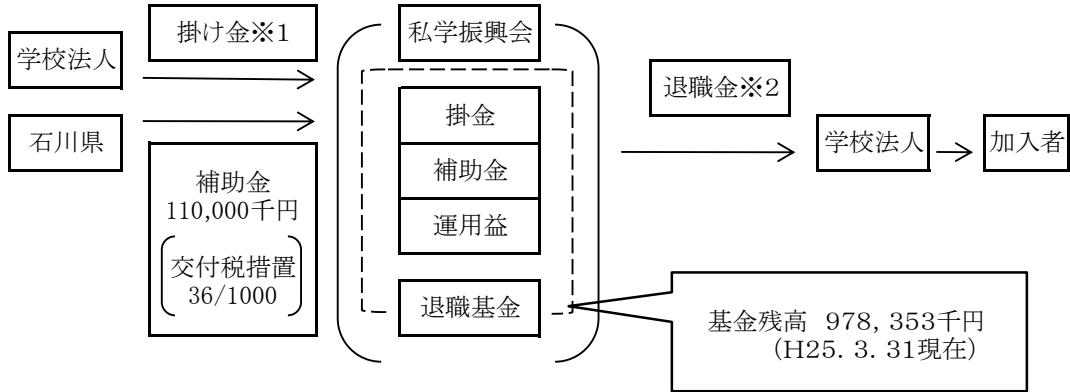 学校法人
石川県
掛け金※1
補助金
110,000千円
交付税措置
36/1000
私学振興会
掛金
補助金
運用益
退職基金
退職金※2
学校法人
加入者
基金残高 978,353千円
(H25.3.31現在)